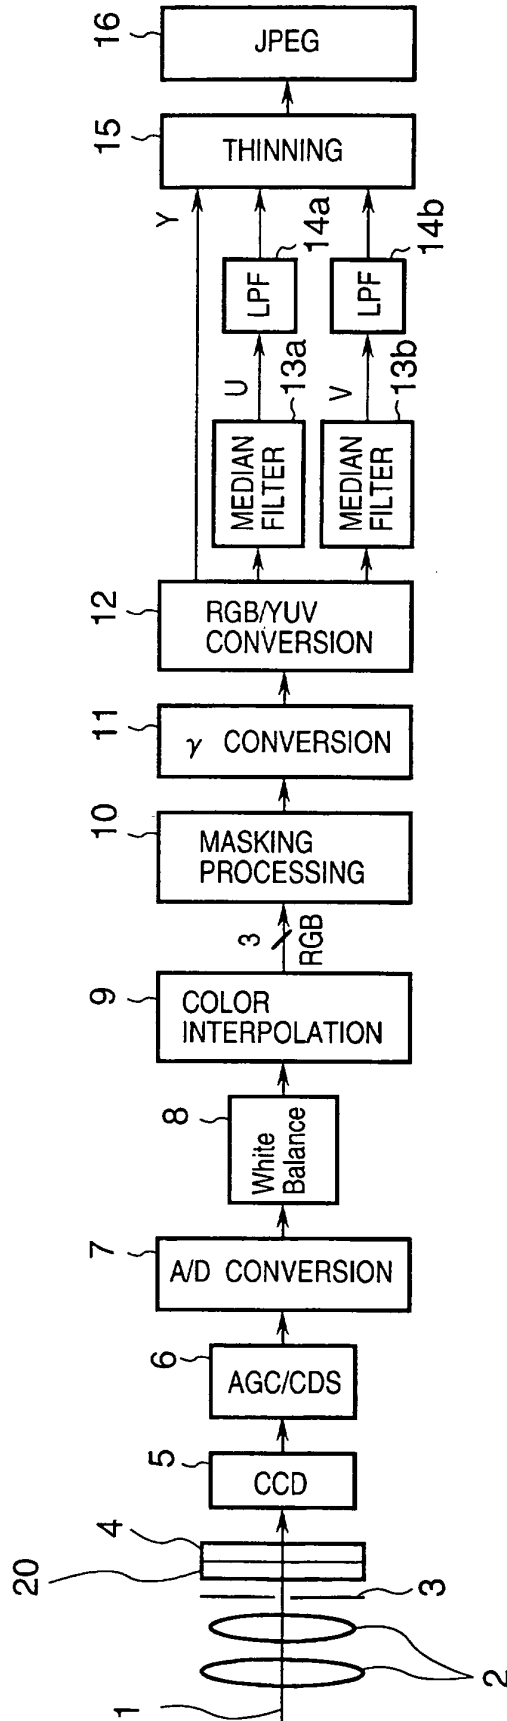 1
2
3
20
4
5
CCD
6
AGC/CDS
7
A/D CONVERSION
8
White
Balance
9
COLOR
INTERPOLATION
3
RGB
10
MASKING
PROCESSING
11
γ CONVERSION
12
RGB/YUV
CONVERSION
Y
MEDIAN
FILTER
13a
U
LPF
14a
MEDIAN
FILTER
13b
V
LPF
14b
15
THINNING
16
JPEG